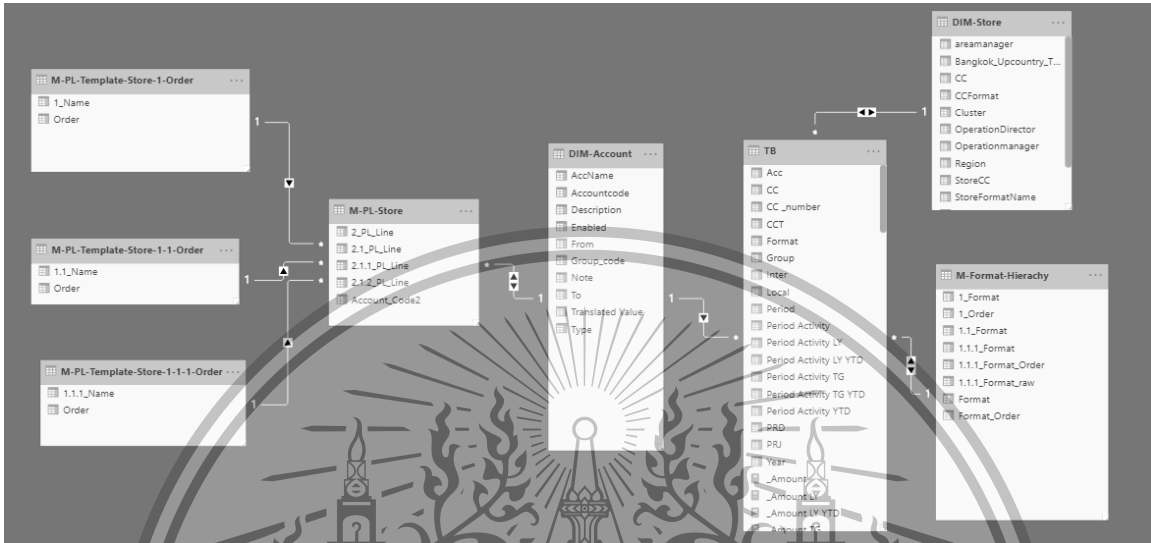 M-PL-Template-Store-1-Order ...
1_Name
Order
1
*
M-PL-Template-Store-1-1-Order ...
1.1_Name
Order
1
*
M-PL-Template-Store-1-1-1-Order ...
1.1.1_Name
Order
1
*
M-PL-Store ...
2_PL_Line
2.1_PL_Line
2.1.1_PL_Line
2.1.2_PL_Line
Account_Code2
*
1
DIM-Account ...
AccName
Accountcode
Description
Enabled
From
Group_code
Note
To
Translated Value
Type
1
*
TB ...
Acc
CC
CC _number
CCT
Format
Group
Inter
Local
Period
Period Activity
Period Activity LY
Period Activity LY YTD
Period Activity TG
Period Activity TG YTD
Period Activity YTD
PRD
PRJ
Year
_Amount
_Amount LY
_Amount LY YTD
_Amount TG
*
1
DIM-Store ...
areamanager
Bangkok_Upcountry_T...
CC
CCFormat
Cluster
OperationDirector
Operationmanager
Region
StoreCC
StoreFormatName
*
1
M-Format-Hierachy ...
1_Format
1_Order
1.1_Format
1.1.1_Format
1.1.1_Format_Order
1.1.1_Format_raw
Format
Format_Order